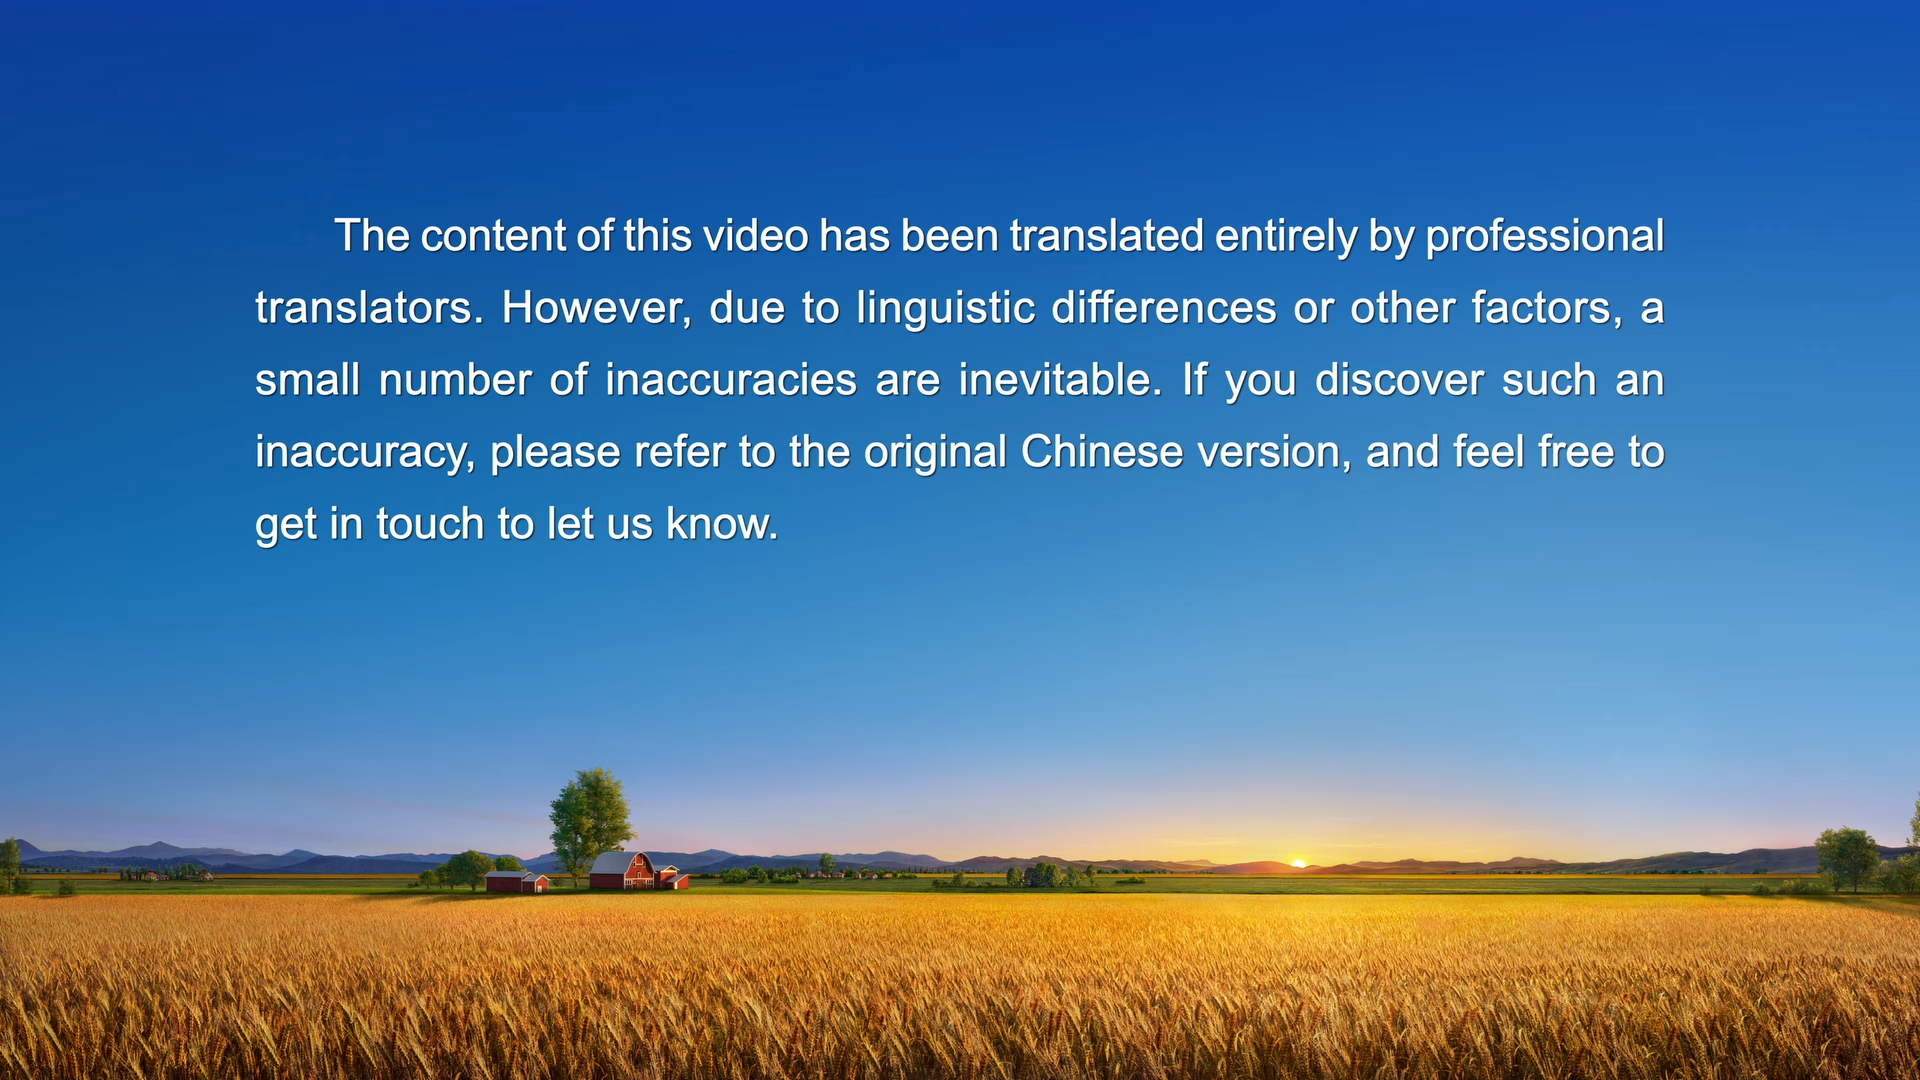 The content of this video has been translated entirely by professional
translators. However, due to linguistic differences or other factors, a
small number of inaccuracies are inevitable. If you discover such an
inaccuracy, please refer to the original Chinese version, and feel free to
get in touch to let us know.